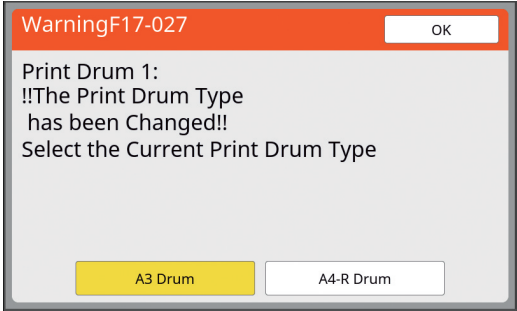 WarningF17-027
OK
Print Drum 1:
!!The Print Drum Type
has been Changed!!
Select the Current Print Drum Type
A3 Drum
A4-R Drum